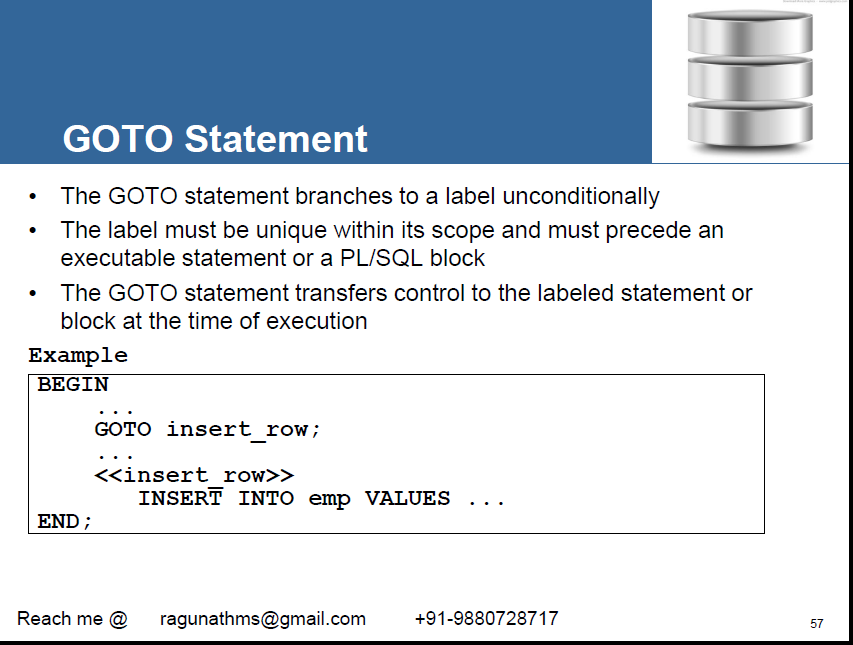 GOTO Statement
• The GOTO statement branches to a label unconditionally
• The label must be unique within its scope and must precede an
executable statement or a PL/SQL block
• The GOTO statement transfers control to the labeled statement or
block at the time of execution
Example
BEGIN
...
GOTO insert_row;
...
<<insert_row>>
INSERT INTO emp VALUES ...
END;
Reach me @ ragunathms@gmail.com +91-9880728717
57